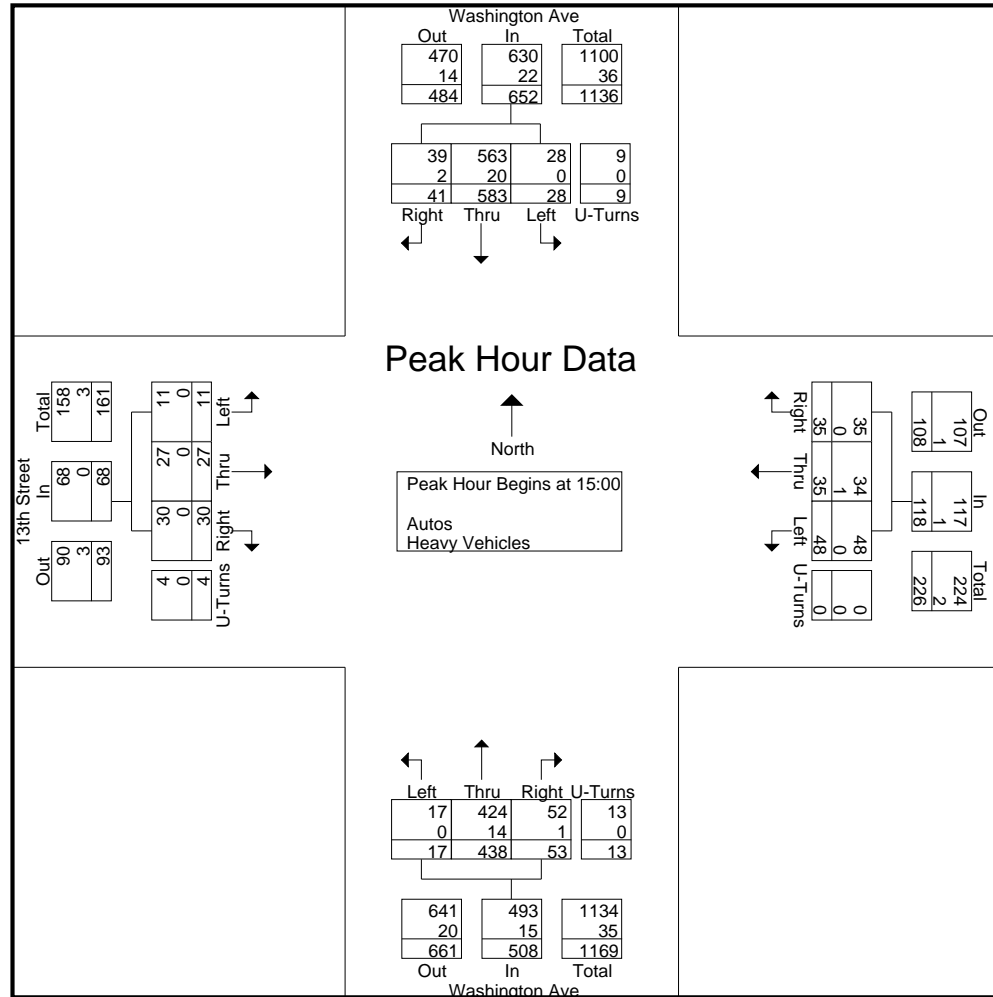 Washington Ave
Out In Total
470 630 1100
14 22 36
484 652 1136
39 563 28 9
2 20 0 0
41 583 28 9
Right Thru Left U-Turns
Peak Hour Data
North
Peak Hour Begins at 15:00
Autos
Heavy Vehicles
13th Street
Total In Out
158 68 90
3 0 3
161 68 93
11 27 30 4
0 0 0 0
11 27 30 4
Left Thru Right U-Turns
Out In Total
107 117 224
1 1 2
108 118 226
35 34 48 0
0 1 0 0
35 35 48 0
Right Thru Left U-Turns
Left Thru Right U-Turns
17 424 52 13
0 14 1 0
17 438 53 13
641 493 1134
20 15 35
661 508 1169
Out In Total
Washington Ave